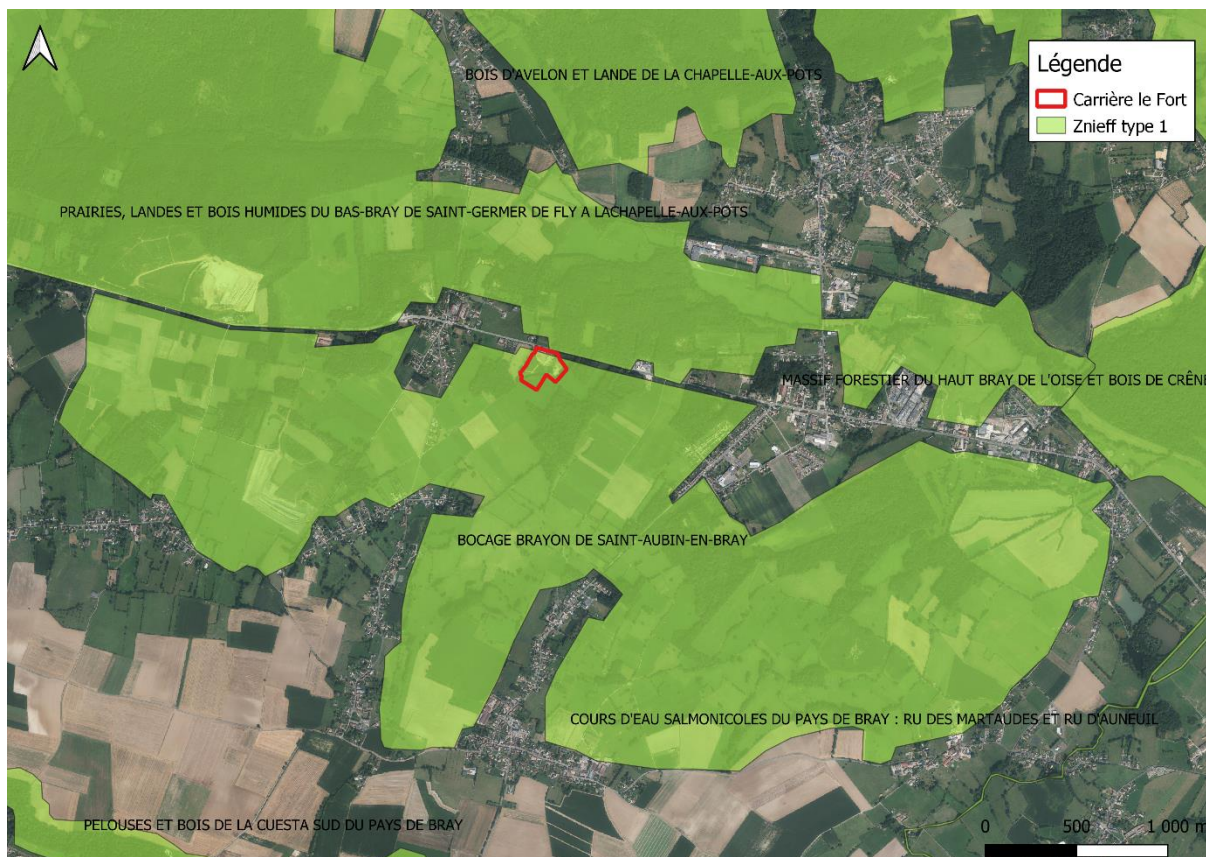 BOIS D'AVELON ET LANDE DE LA CHAPELLE-AUX-POTS
Légende
Carrière le Fort
Znieff type 1
PRAIRIES, LANDES ET BOIS HUMIDES DU BAS-BRAY DE SAINT-GERMER DE FLY A LACHAPELLE-AUX-POTS
MASSIF FORESTIER DU HAUT BRAY DE L'OISE ET BOIS DE CRÊNE
BOCAGE BRAYON DE SAINT-AUBIN-EN-BRAY
COURS D'EAU SALMONICOLES DU PAYS DE BRAY : RU DES MARTAUDES ET RU D'AUNEUIL
PELOUSES ET BOIS DE LA CUESTA SUD DU PAYS DE BRAY
0 500 1 000 m